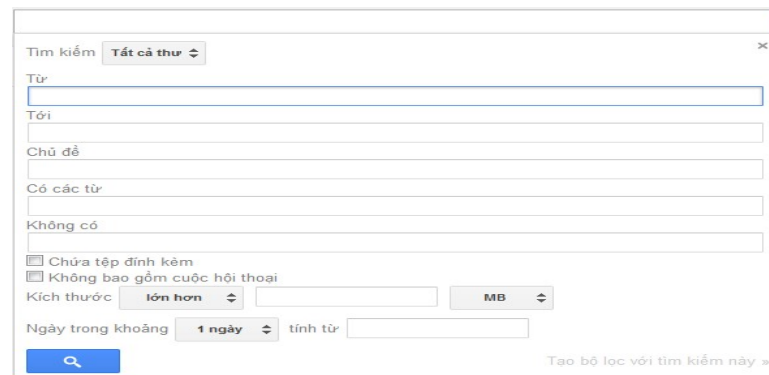 Tìm kiếm Tất cả thư
×
Từ
Tới
Chủ đề
Có các từ
Không có
Chứa tệp đính kèm
Không bao gồm cuộc hội thoại
Kích thước lớn hơn MB
Ngày trong khoảng 1 ngày tính từ
Tạo bộ lọc với tìm kiếm này »